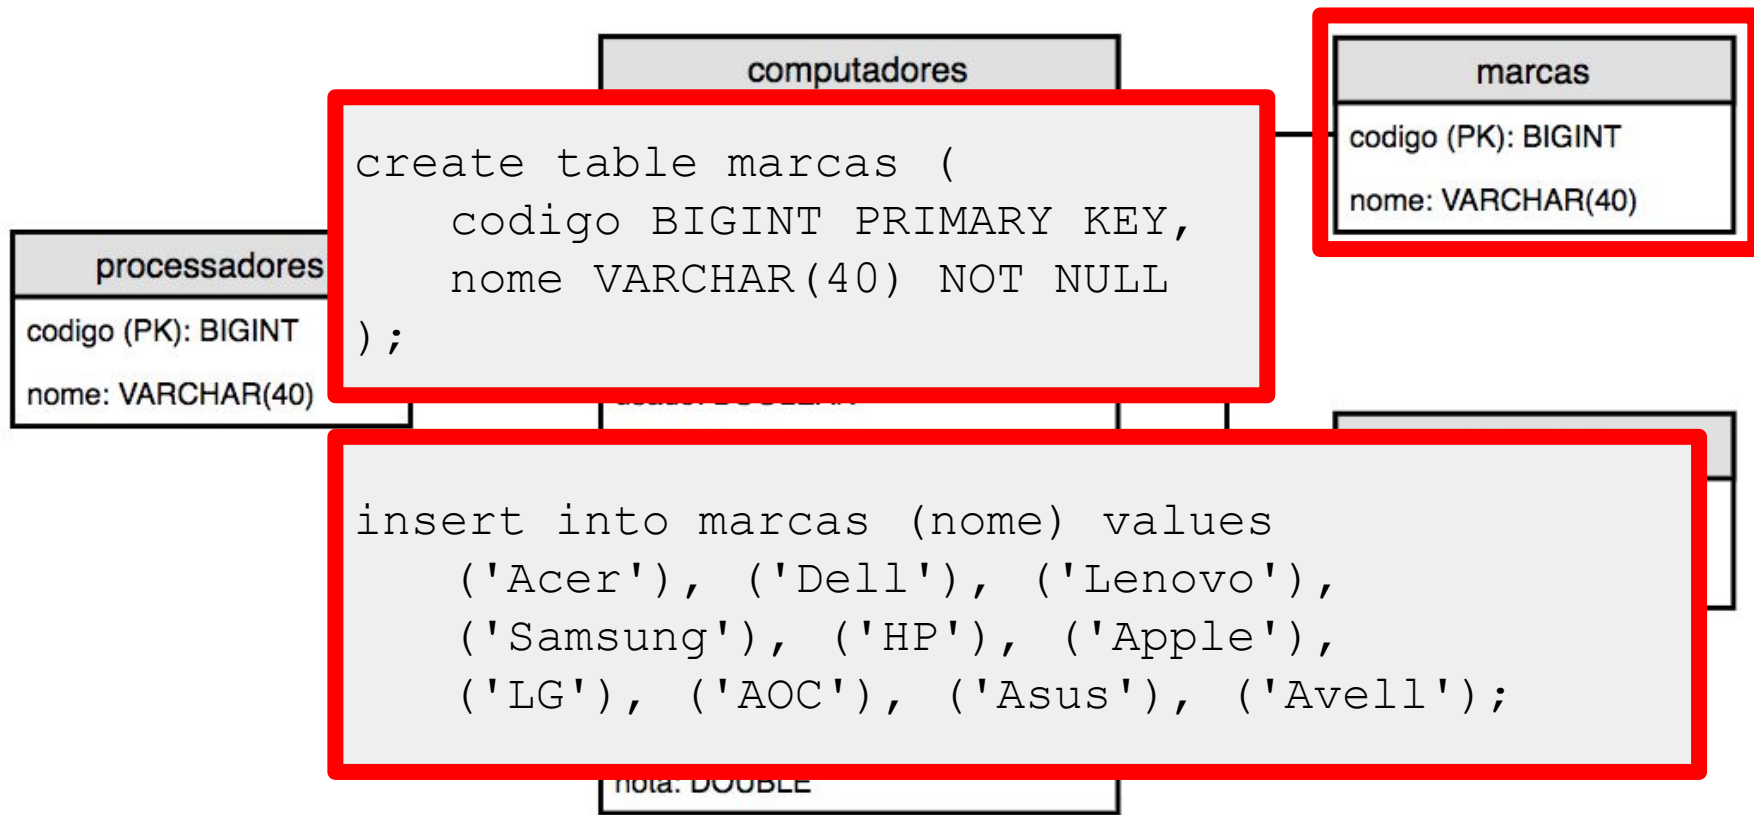 computadores
marcas
codigo (PK): BIGINT
nome: VARCHAR(40)
create table marcas (
codigo BIGINT PRIMARY KEY,
nome VARCHAR(40) NOT NULL
);
processadores
codigo (PK): BIGINT
nome: VARCHAR(40)
insert into marcas (nome) values
('Acer'), ('Dell'), ('Lenovo'),
('Samsung'), ('HP'), ('Apple'),
('LG'), ('AOC'), ('Asus'), ('Avell');
nota: DOUBLE